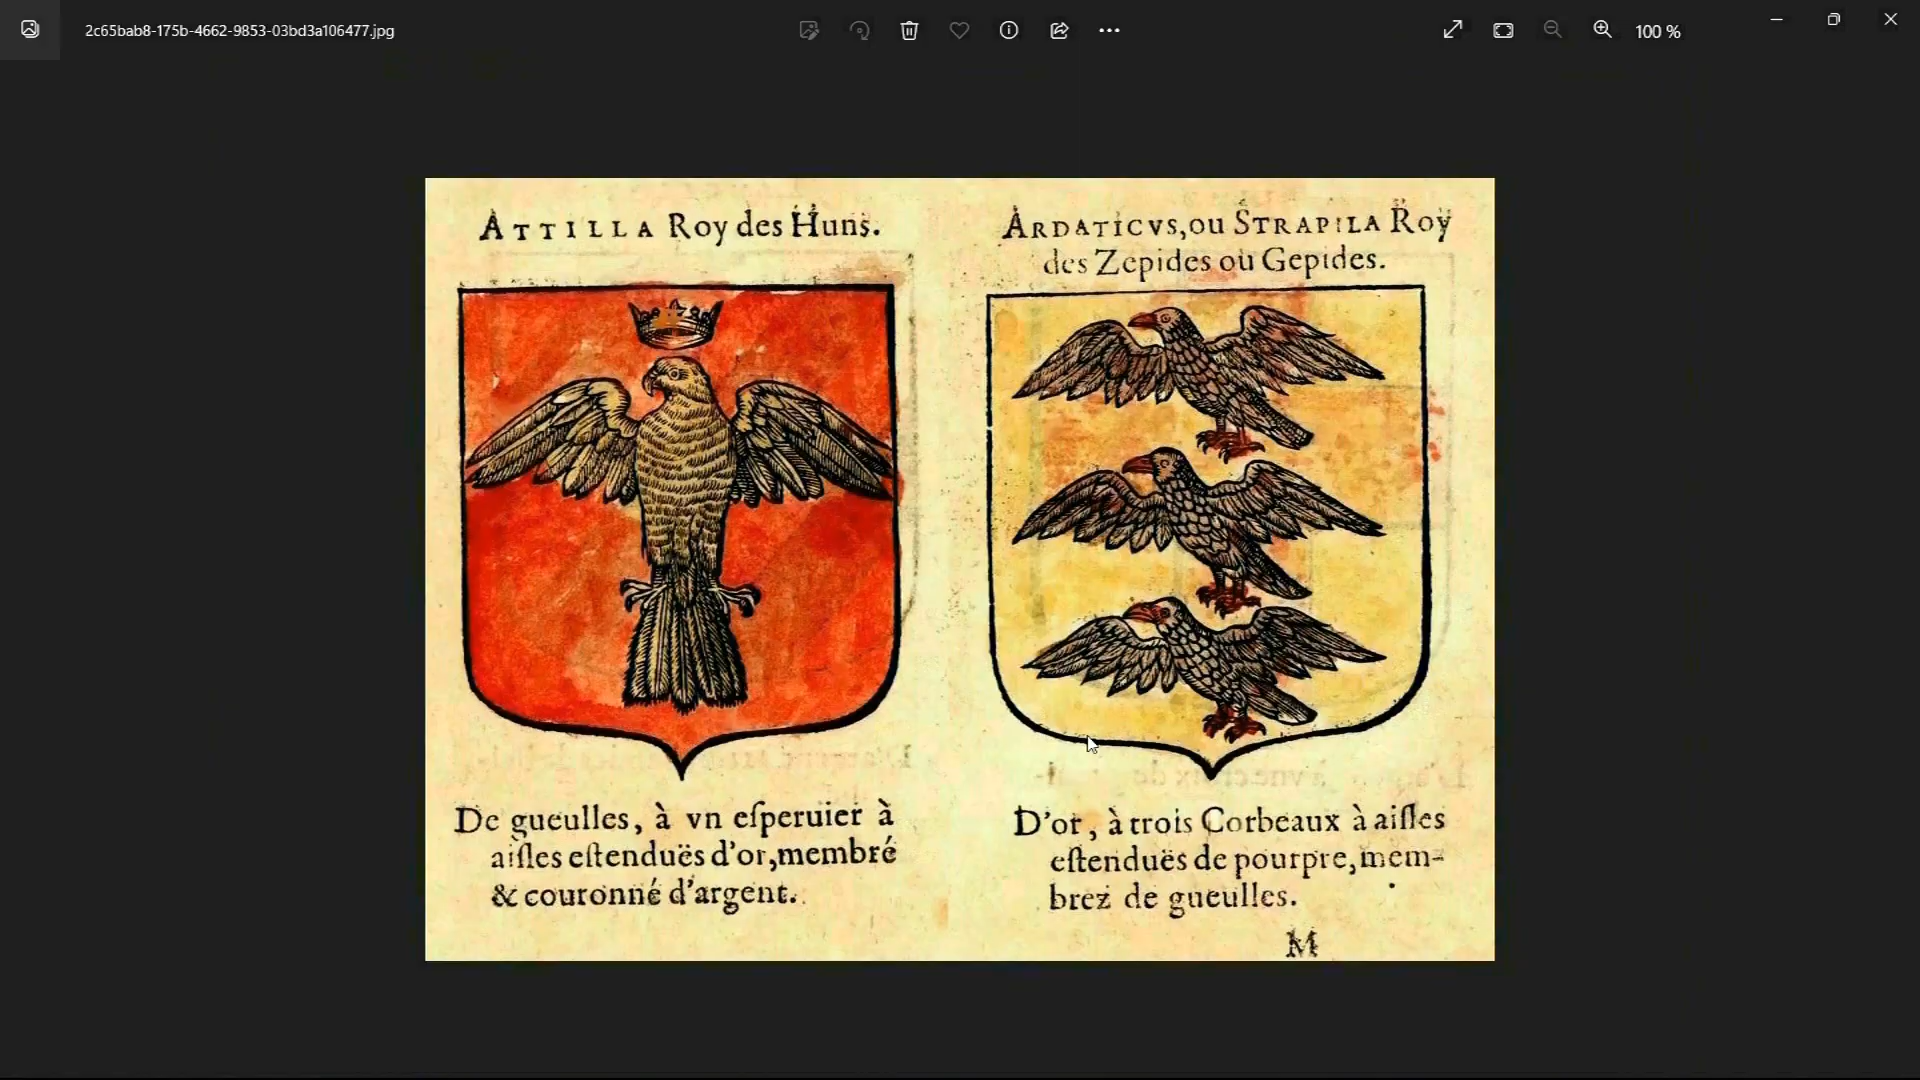 2c65bab8-175b-4662-9853-03bd3a106477.jpg
100 %
ATTILLA Roy des Huns.
De gueulles, à vn eſperuier à
aiſles eſtenduës d'or, membré
& couronné d'argent.
ARDATICVS, ou STRAPILA Roy
des Zepides ou Gepides.
D'or, à trois Corbeaux à aiſles
eſtenduës de pourpre, mem-
brez de gueulles.
M